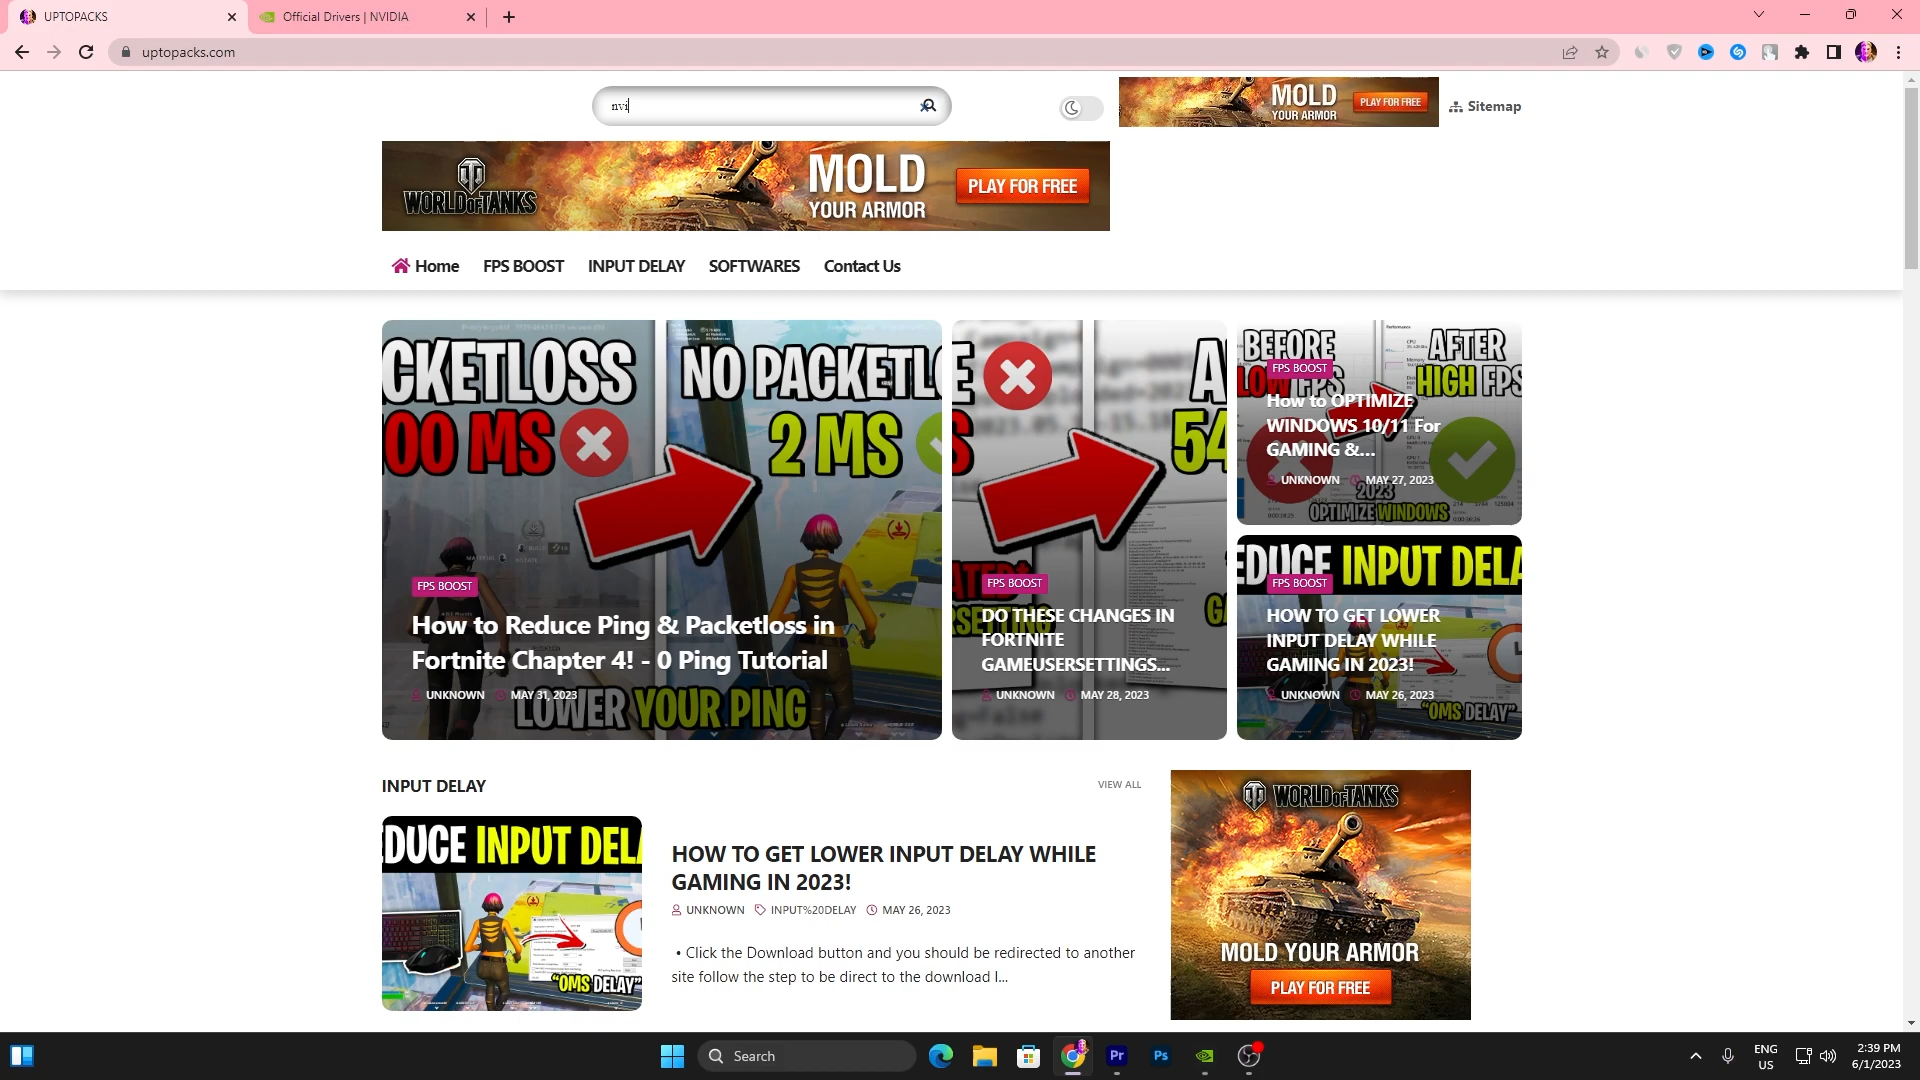 UPTOPACKS
Official Drivers | NVIDIA
uptopacks.com
nvi
MOLD
YOUR ARMOR
PLAY FOR FREE
Sitemap
WORLD OF TANKS
MOLD
YOUR ARMOR
PLAY FOR FREE
Home
FPS BOOST
INPUT DELAY
SOFTWARES
Contact Us
CKETLOSS
00 MS
NO PACKETL
2 MS
FPS BOOST
How to Reduce Ping & Packetloss in
Fortnite Chapter 4! - 0 Ping Tutorial
UNKNOWN
MAY 31, 2023
LOWER YOUR PING
E
A
54
FPS BOOST
DO THESE CHANGES IN
FORTNITE
GAMEUSERSETTINGS...
UNKNOWN
MAY 28, 2023
BEFORE
AFTER
LOW FPS
HIGH FPS
FPS BOOST
How to OPTIMIZE
WINDOWS 10/11 For
GAMING &...
UNKNOWN
MAY 27, 2023
2023
OPTIMIZE WINDOWS
EDUCE INPUT DELA
FPS BOOST
HOW TO GET LOWER
INPUT DELAY WHILE
GAMING IN 2023!
UNKNOWN
MAY 26, 2023
"0MS DELAY"
INPUT DELAY
VIEW ALL
EDUCE INPUT DEL
"0MS DELAY"
HOW TO GET LOWER INPUT DELAY WHILE
GAMING IN 2023!
UNKNOWN
INPUT%20DELAY
MAY 26, 2023
• Click the Download button and you should be redirected to another
site follow the step to be direct to the download l...
WORLD OF TANKS
MOLD YOUR ARMOR
PLAY FOR FREE
Search
Pr
Ps
ENG
US
2:39 PM
6/1/2023